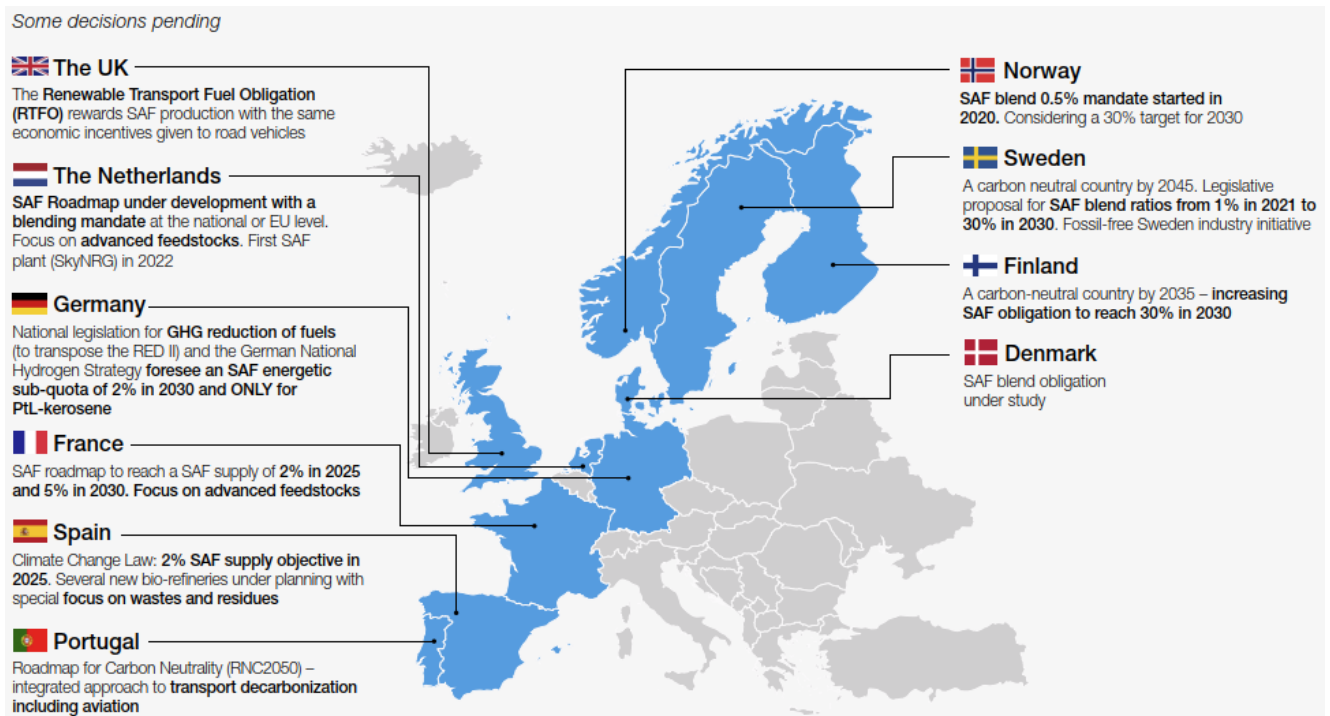 Some decisions pending
The UK
The Renewable Transport Fuel Obligation
(RTFO) rewards SAF production with the same
economic incentives given to road vehicles
The Netherlands
SAF Roadmap under development with a
blending mandate at the national or EU level.
Focus on advanced feedstocks. First SAF
plant (SkyNRG) in 2022
Germany
National legislation for GHG reduction of fuels
(to transpose the RED II) and the German National
Hydrogen Strategy foresee an SAF energetic
sub-quota of 2% in 2030 and ONLY for
PtL-kerosene
France
SAF roadmap to reach a SAF supply of 2% in 2025
and 5% in 2030. Focus on advanced feedstocks
Spain
Climate Change Law: 2% SAF supply objective in
2025. Several new bio-refineries under planning with
special focus on wastes and residues
Portugal
Roadmap for Carbon Neutrality (RNC2050) –
integrated approach to transport decarbonization
including aviation
Norway
SAF blend 0.5% mandate started in
2020. Considering a 30% target for 2030
Sweden
A carbon neutral country by 2045. Legislative
proposal for SAF blend ratios from 1% in 2021 to
30% in 2030. Fossil-free Sweden industry initiative
Finland
A carbon-neutral country by 2035 – increasing
SAF obligation to reach 30% in 2030
Denmark
SAF blend obligation
under study